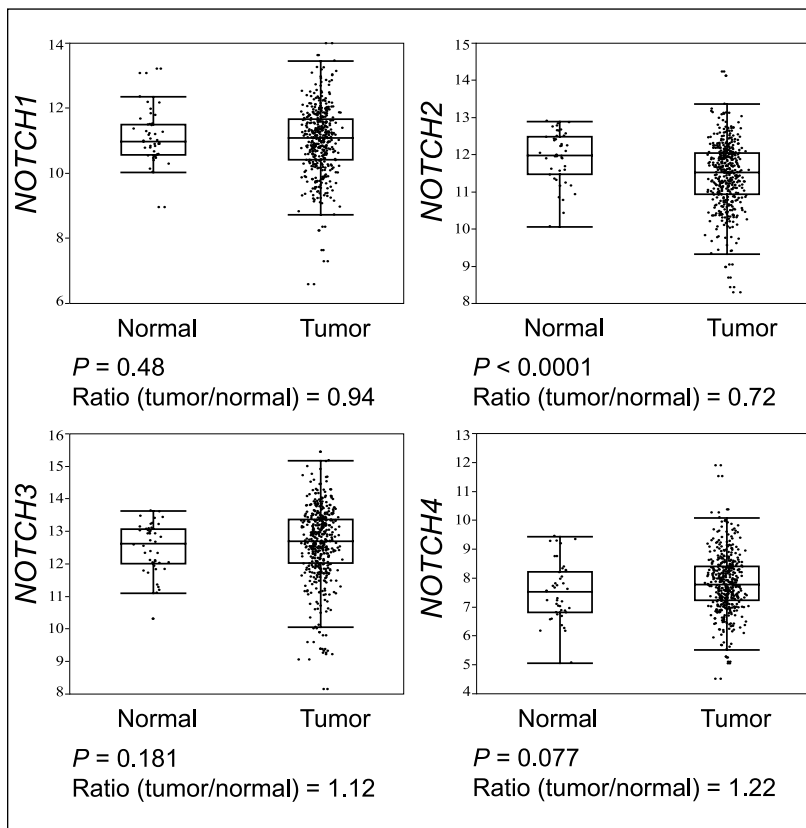 NOTCH1
14
12
10
8
6
Normal Tumor
P = 0.48
Ratio (tumor/normal) = 0.94
NOTCH2
15
14
13
12
11
10
9
8
Normal Tumor
P < 0.0001
Ratio (tumor/normal) = 0.72
NOTCH3
16
15
14
13
12
11
10
9
8
Normal Tumor
P = 0.181
Ratio (tumor/normal) = 1.12
NOTCH4
13
12
11
10
9
8
7
6
5
4
Normal Tumor
P = 0.077
Ratio (tumor/normal) = 1.22